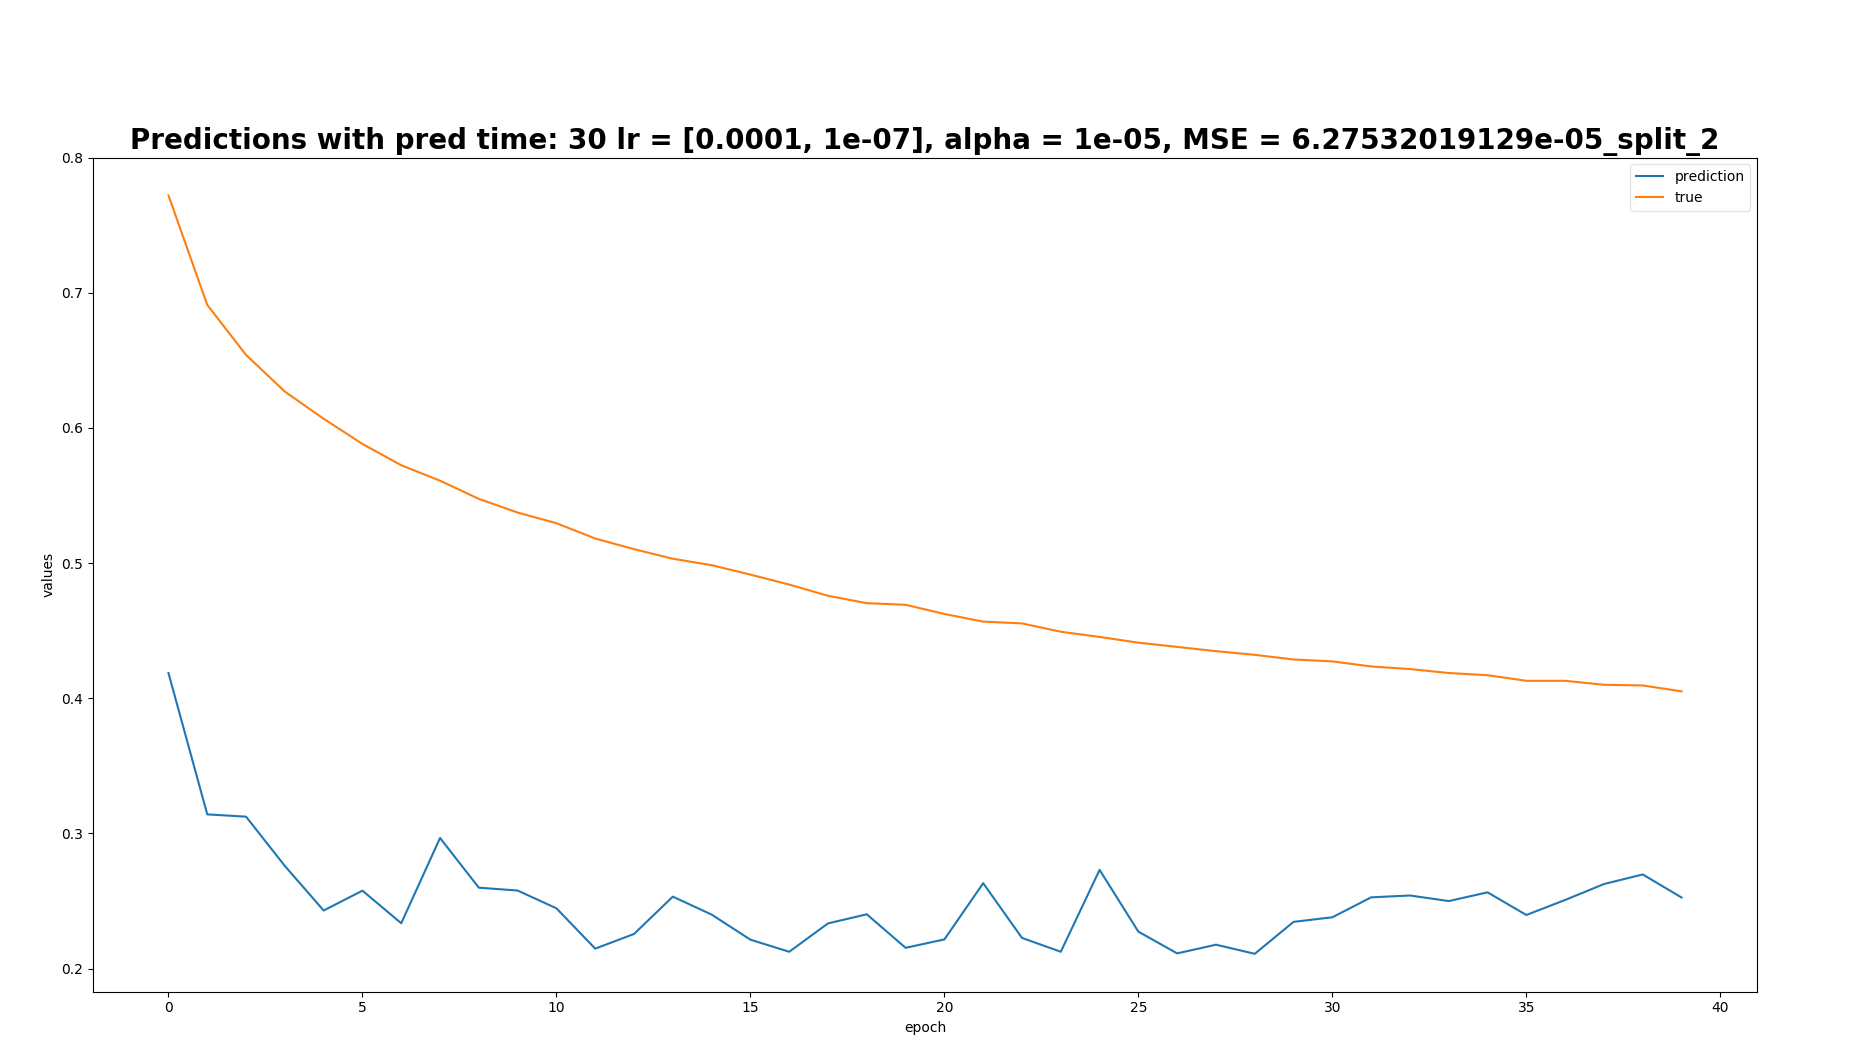 Predictions with pred time: 30 lr = [0.0001, 1e-07], alpha = 1e-05, MSE = 6.27532019129e-05_split_2
prediction
true
0.8
0.7
0.6
0.5
0.4
0.3
0.2
values
0 5 10 15 20 25 30 35 40
epoch